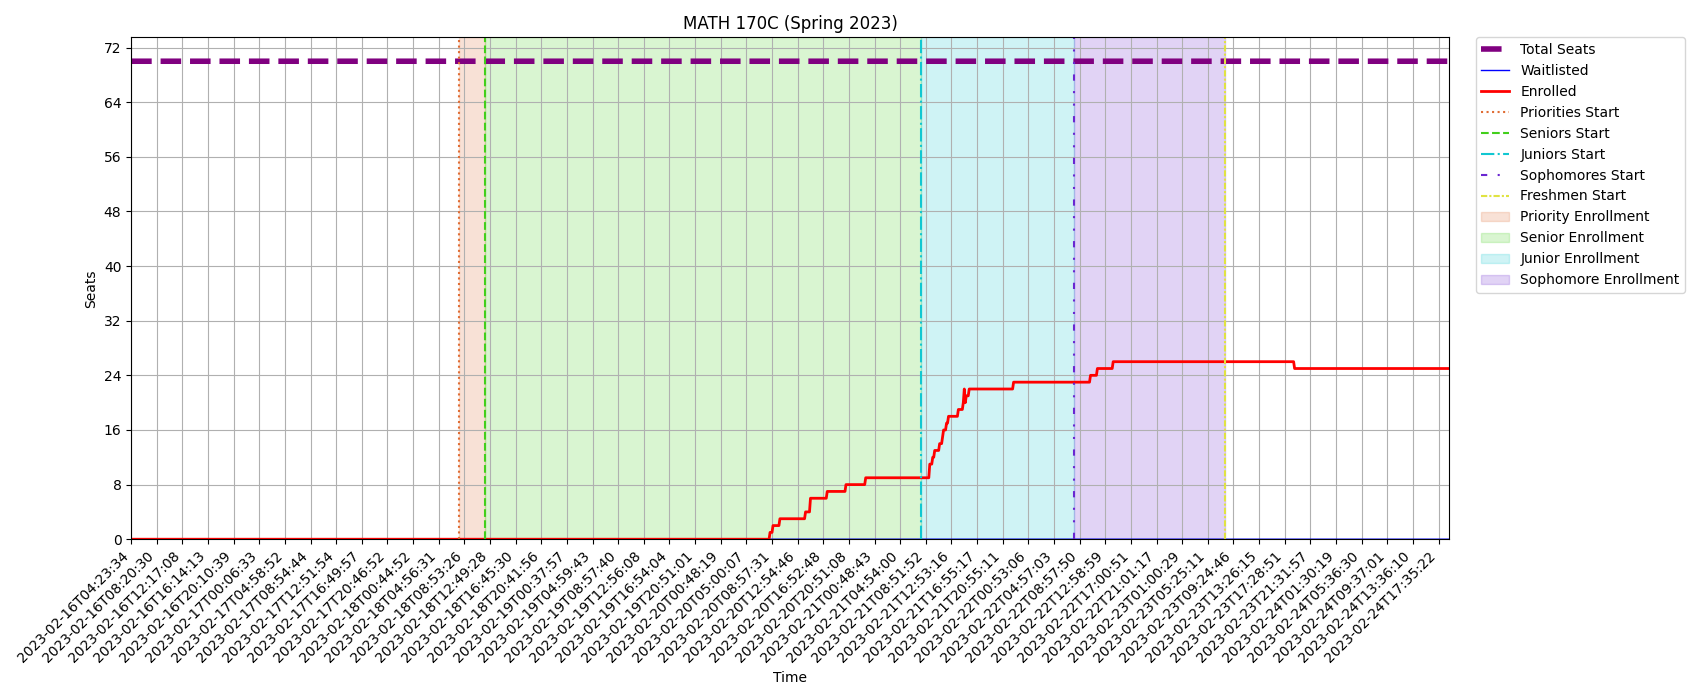 MATH 170C (Spring 2023)
72
64
56
48
40
32
24
16
8
0
Seats
2023-02-16T04:23:34
2023-02-16T08:20:30
2023-02-16T12:17:08
2023-02-16T16:14:13
2023-02-16T20:10:39
2023-02-17T00:06:33
2023-02-17T04:58:52
2023-02-17T08:54:44
2023-02-17T12:51:54
2023-02-17T16:49:57
2023-02-17T20:46:52
2023-02-18T00:44:52
2023-02-18T04:56:31
2023-02-18T08:53:26
2023-02-18T12:49:28
2023-02-18T16:45:30
2023-02-18T20:41:56
2023-02-19T00:37:57
2023-02-19T04:59:43
2023-02-19T08:57:40
2023-02-19T12:56:08
2023-02-19T16:54:04
2023-02-19T20:51:01
2023-02-20T00:48:19
2023-02-20T05:00:07
2023-02-20T08:57:31
2023-02-20T12:54:46
2023-02-20T16:52:48
2023-02-20T20:51:08
2023-02-21T00:48:43
2023-02-21T04:54:00
2023-02-21T08:51:52
2023-02-21T12:53:16
2023-02-21T16:55:17
2023-02-21T20:55:11
2023-02-22T00:53:06
2023-02-22T04:57:03
2023-02-22T08:57:50
2023-02-22T12:58:59
2023-02-22T17:00:51
2023-02-22T21:01:17
2023-02-23T01:00:29
2023-02-23T05:25:11
2023-02-23T09:24:46
2023-02-23T13:26:15
2023-02-23T17:28:51
2023-02-23T21:31:57
2023-02-24T01:30:19
2023-02-24T05:36:30
2023-02-24T09:37:01
2023-02-24T13:36:10
2023-02-24T17:35:22
Time
Total Seats
Waitlisted
Enrolled
Priorities Start
Seniors Start
Juniors Start
Sophomores Start
Freshmen Start
Priority Enrollment
Senior Enrollment
Junior Enrollment
Sophomore Enrollment